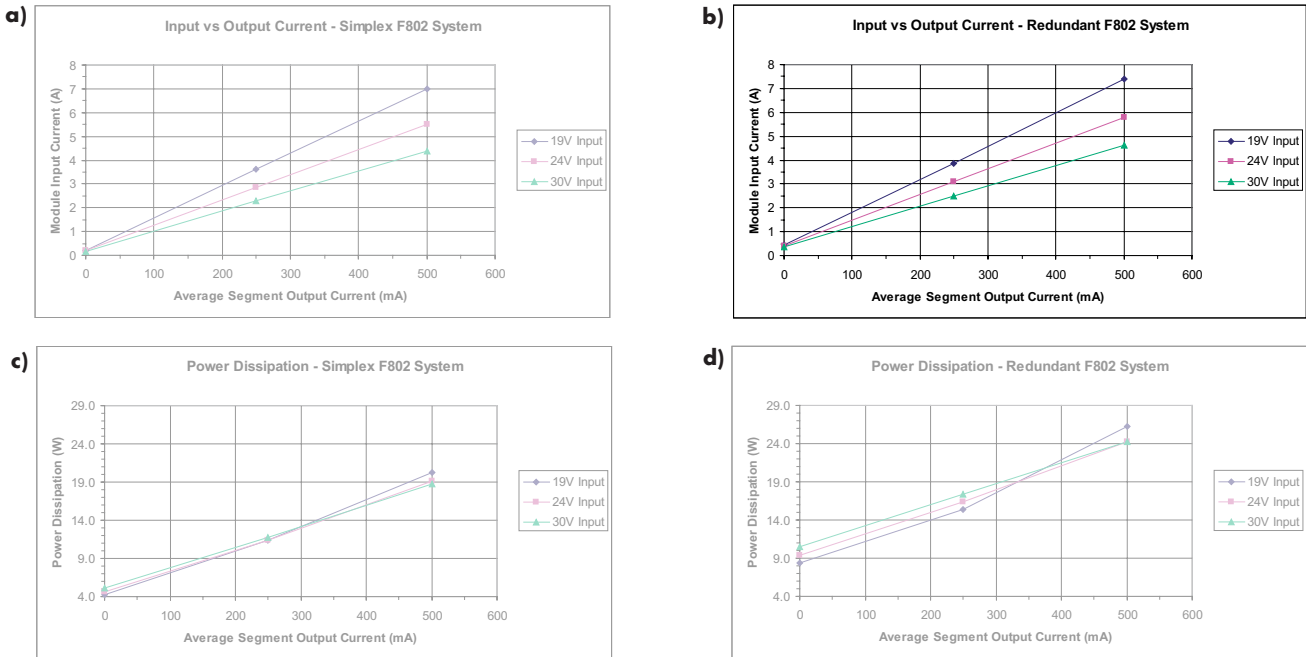 a)
Input vs Output Current - Simplex F802 System
8
7
6
5
4
3
2
1
0
Module Input Current (A)
0 100 200 300 400 500 600
Average Segment Output Current (mA)
19V Input
24V Input
30V Input
b)
Input vs Output Current - Redundant F802 System
8
7
6
5
4
3
2
1
0
Module Input Current (A)
0 100 200 300 400 500 600
Average Segment Output Current (mA)
19V Input
24V Input
30V Input
c)
Power Dissipation - Simplex F802 System
29.0
24.0
19.0
14.0
9.0
4.0
Power Dissipation (W)
0 100 200 300 400 500 600
Average Segment Output Current (mA)
19V Input
24V Input
30V Input
d)
Power Dissipation - Redundant F802 System
29.0
24.0
19.0
14.0
9.0
4.0
Power Dissipation (W)
0 100 200 300 400 500 600
Average Segment Output Current (mA)
19V Input
24V Input
30V Input